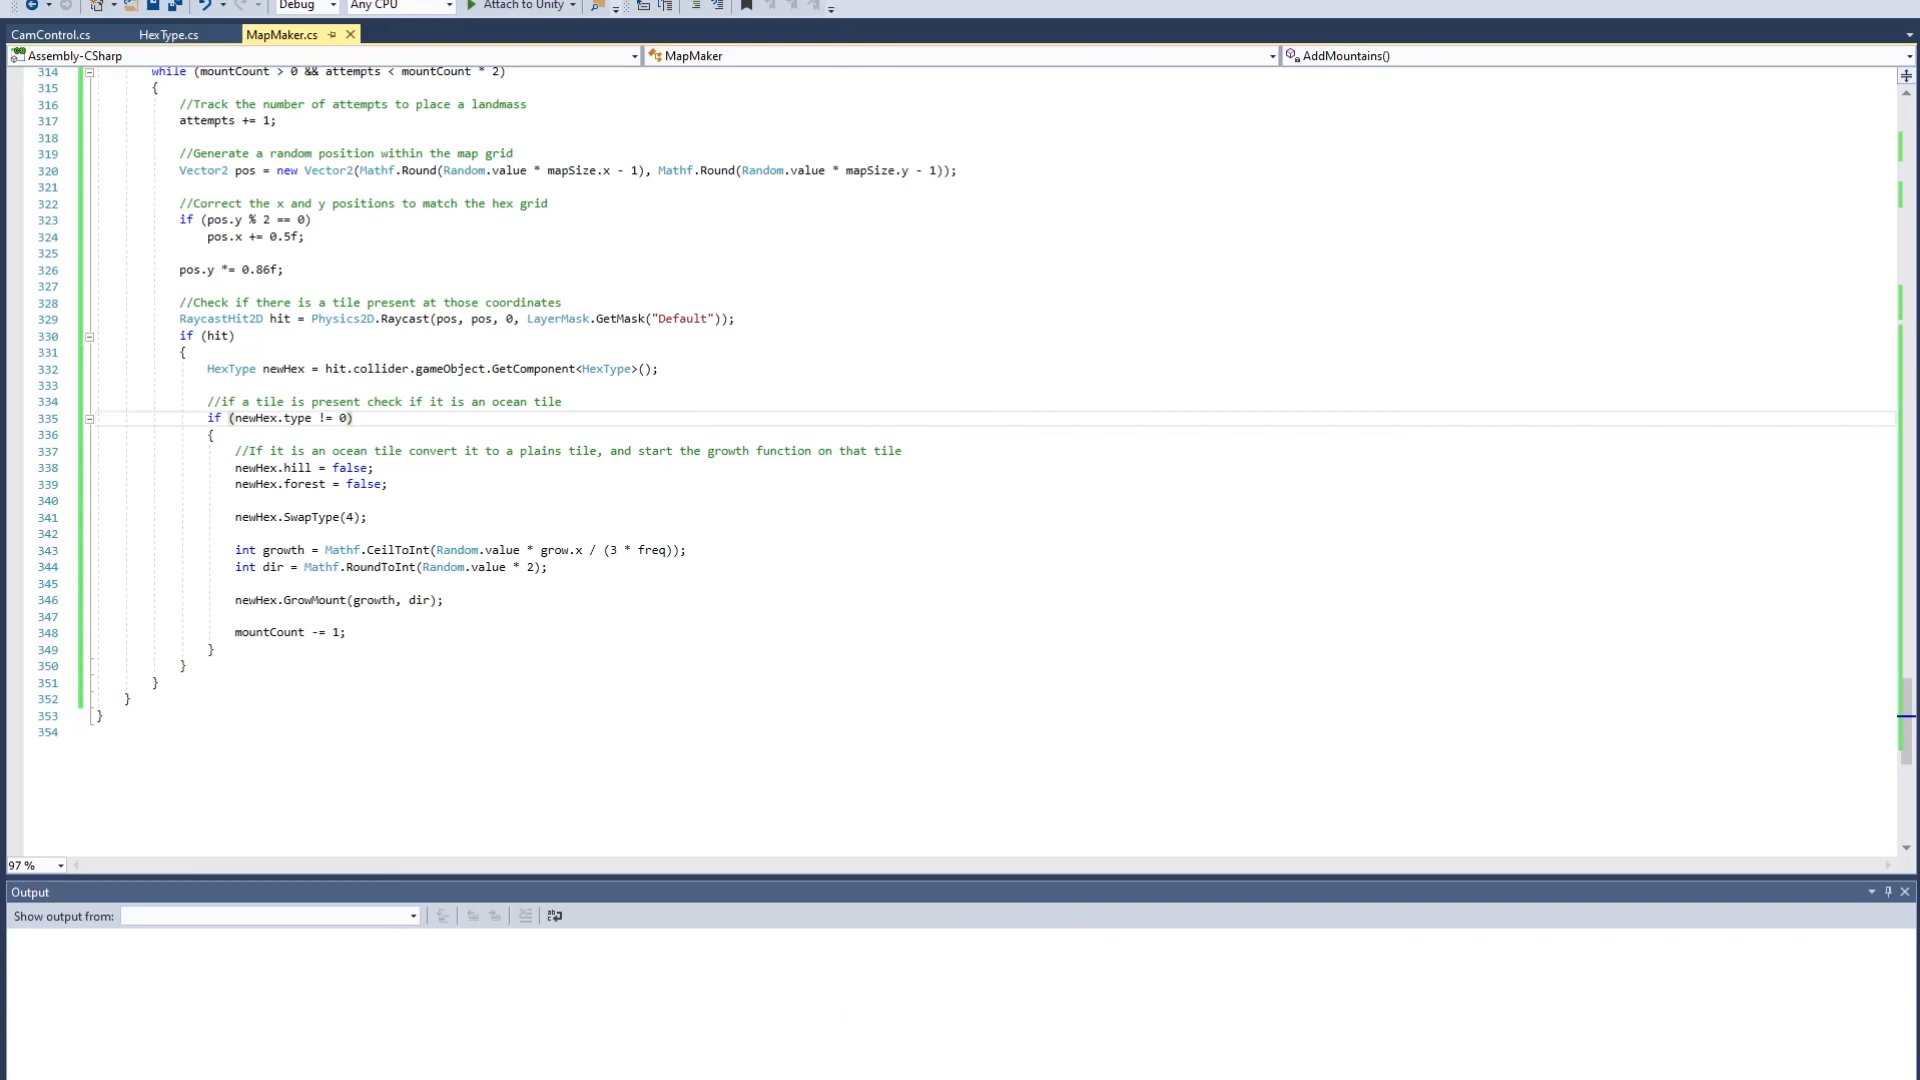 Debug
Any CPU
Attach to Unity
CamControl.cs
HexType.cs
MapMaker.cs
Assembly-CSharp
MapMaker
AddMountains()
314 while (mountCount > 0 && attempts < mountCount * 2)
315 {
316 //Track the number of attempts to place a landmass
317 attempts += 1;
318
319 //Generate a random position within the map grid
320 Vector2 pos = new Vector2(Mathf.Round(Random.value * mapSize.x - 1), Mathf.Round(Random.value * mapSize.y - 1));
321
322 //Correct the x and y positions to match the hex grid
323 if (pos.y % 2 == 0)
324 pos.x += 0.5f;
325
326 pos.y *= 0.86f;
327
328 //Check if there is a tile present at those coordinates
329 RaycastHit2D hit = Physics2D.Raycast(pos, pos, 0, LayerMask.GetMask("Default"));
330 if (hit)
331 {
332 HexType newHex = hit.collider.gameObject.GetComponent<HexType>();
333
334 //if a tile is present check if it is an ocean tile
335 if (newHex.type != 0)
336 {
337 //If it is an ocean tile convert it to a plains tile, and start the growth function on that tile
338 newHex.hill = false;
339 newHex.forest = false;
340
341 newHex.SwapType(4);
342
343 int growth = Mathf.CeilToInt(Random.value * grow.x / (3 * freq));
344 int dir = Mathf.RoundToInt(Random.value * 2);
345
346 newHex.GrowMount(growth, dir);
347
348 mountCount -= 1;
349 }
350 }
351 }
352 }
353 }
354
97 %
Output
Show output from: